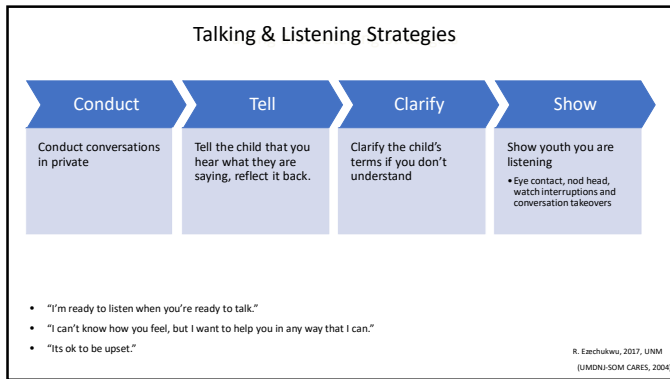 Talking & Listening Strategies
Conduct
Conduct conversations
in private
Tell
Tell the child that you
hear what they are
saying, reflect it back.
Clarify
Clarify the child's
terms if you don't
understand
Show
Show youth you are
listening
•Eye contact, nod head,
watch interruptions and
conversation takeovers
• "I'm ready to listen when you're ready to talk."
• "I can't know how you feel, but I want to help you in any way that I can."
• "Its ok to be upset."
R. Ezechukwu, 2017, UNM
(UMDNJ-SOM CARES, 2004)